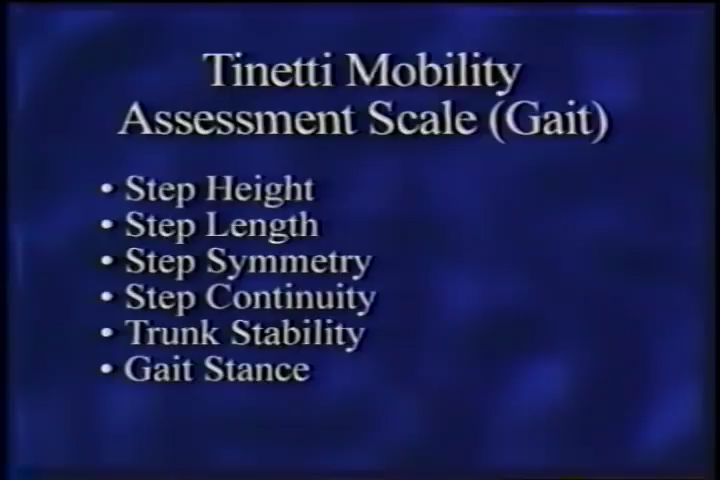 Tinetti Mobility
Assessment Scale (Gait)
• Step Height
• Step Length
• Step Symmetry
• Step Continuity
• Trunk Stability
• Gait Stance